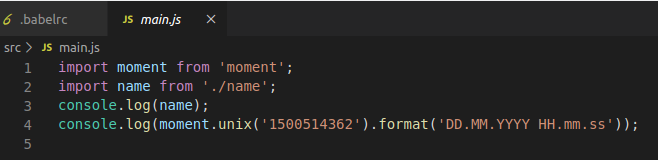 .babelrc JS main.js ×
src > JS main.js
1 import moment from 'moment';
2 import name from './name';
3 console.log(name);
4 console.log(moment.unix('1500514362').format('DD.MM.YYYY HH.mm.ss'));
5